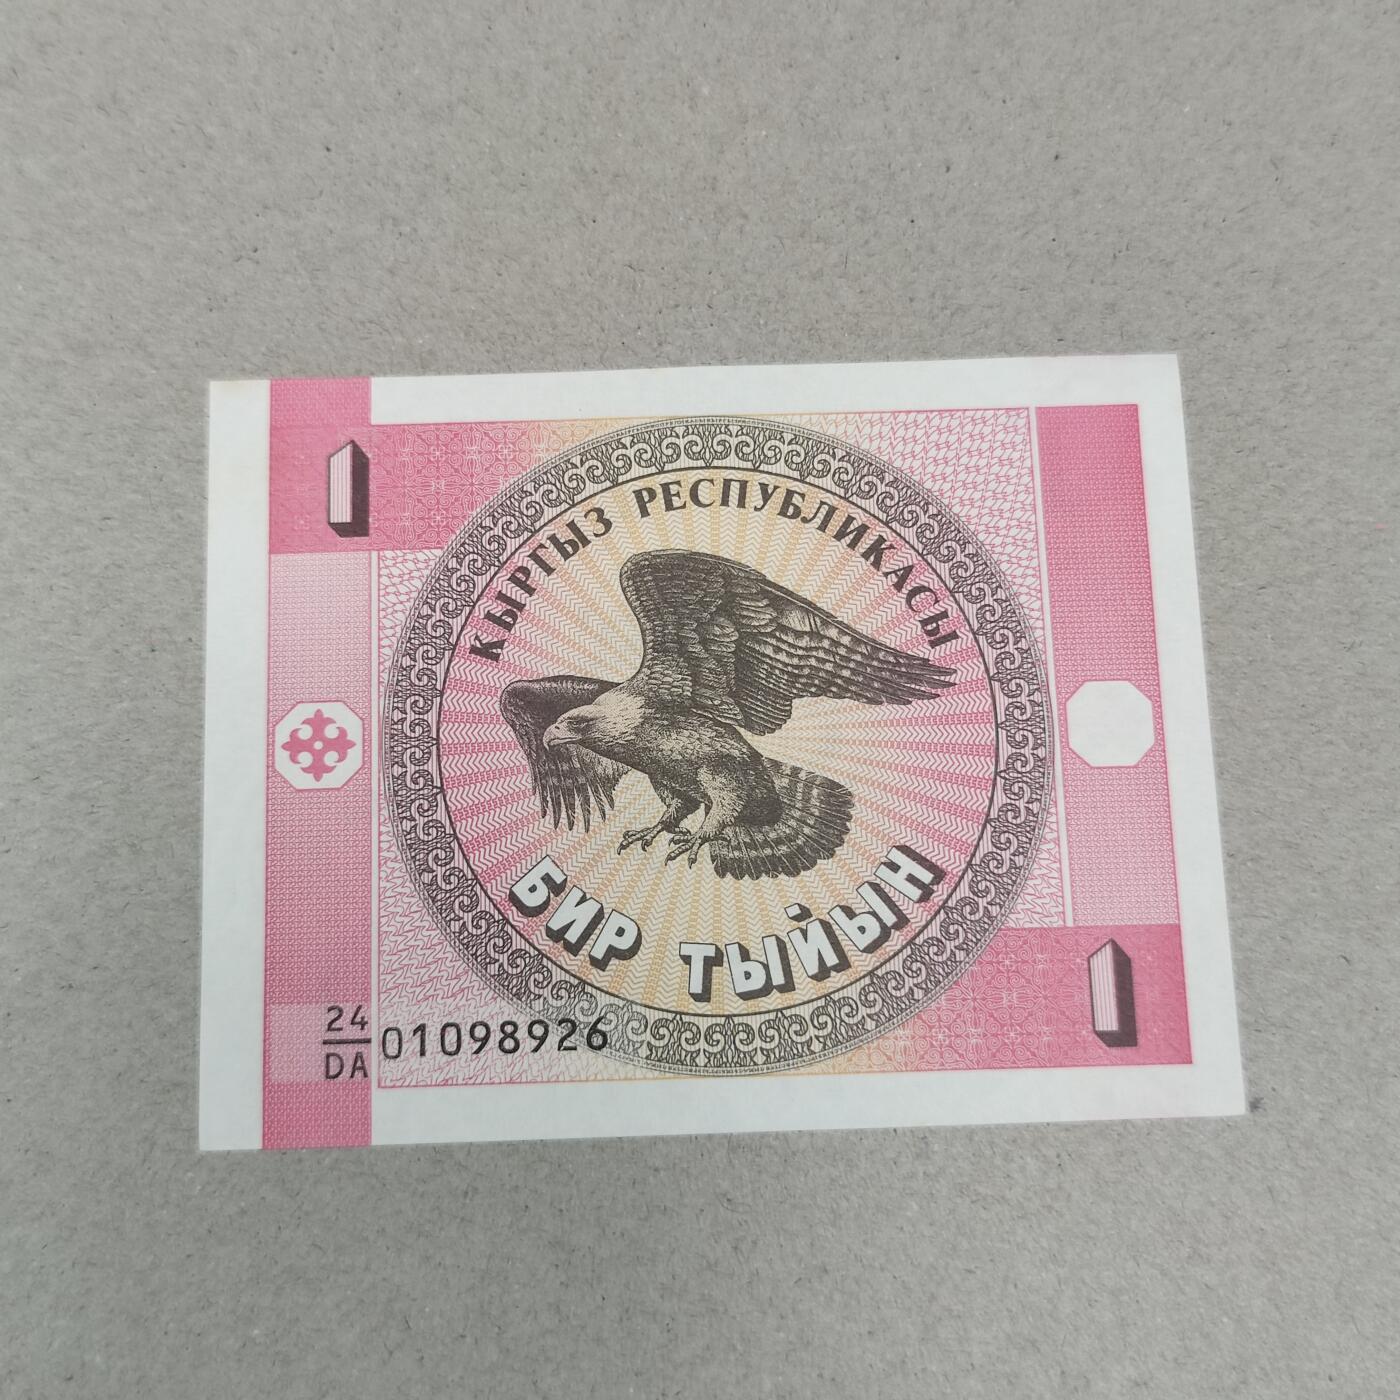 1
КЫРГЫЗ РЕСПУБЛИКАСЫ
БИР ТЫЙЫН
1
24
DA 01098926